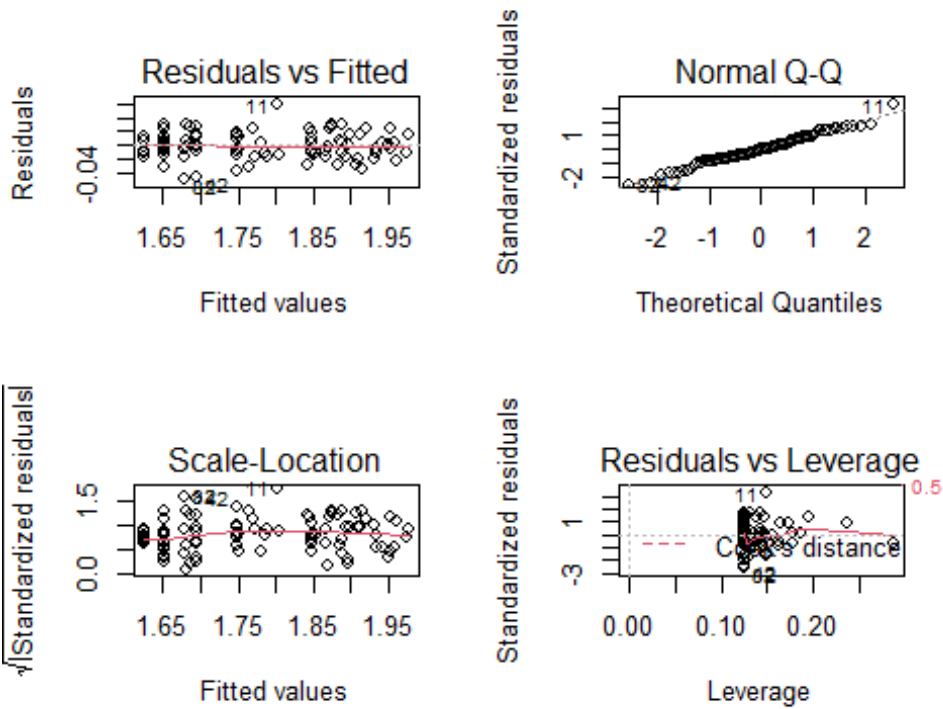 Residuals vs Fitted
Residuals
-0.04
11
1.65 1.75 1.85 1.95
Fitted values
Normal Q-Q
Standardized residuals
-2 1
11
-2 -1 0 1 2
Theoretical Quantiles
Scale-Location
√|Standardized residuals|
0.0 1.5
11
1.65 1.75 1.85 1.95
Fitted values
Residuals vs Leverage
Standardized residuals
-3 1
11
0.5
Cook's distance
0.00 0.10 0.20
Leverage